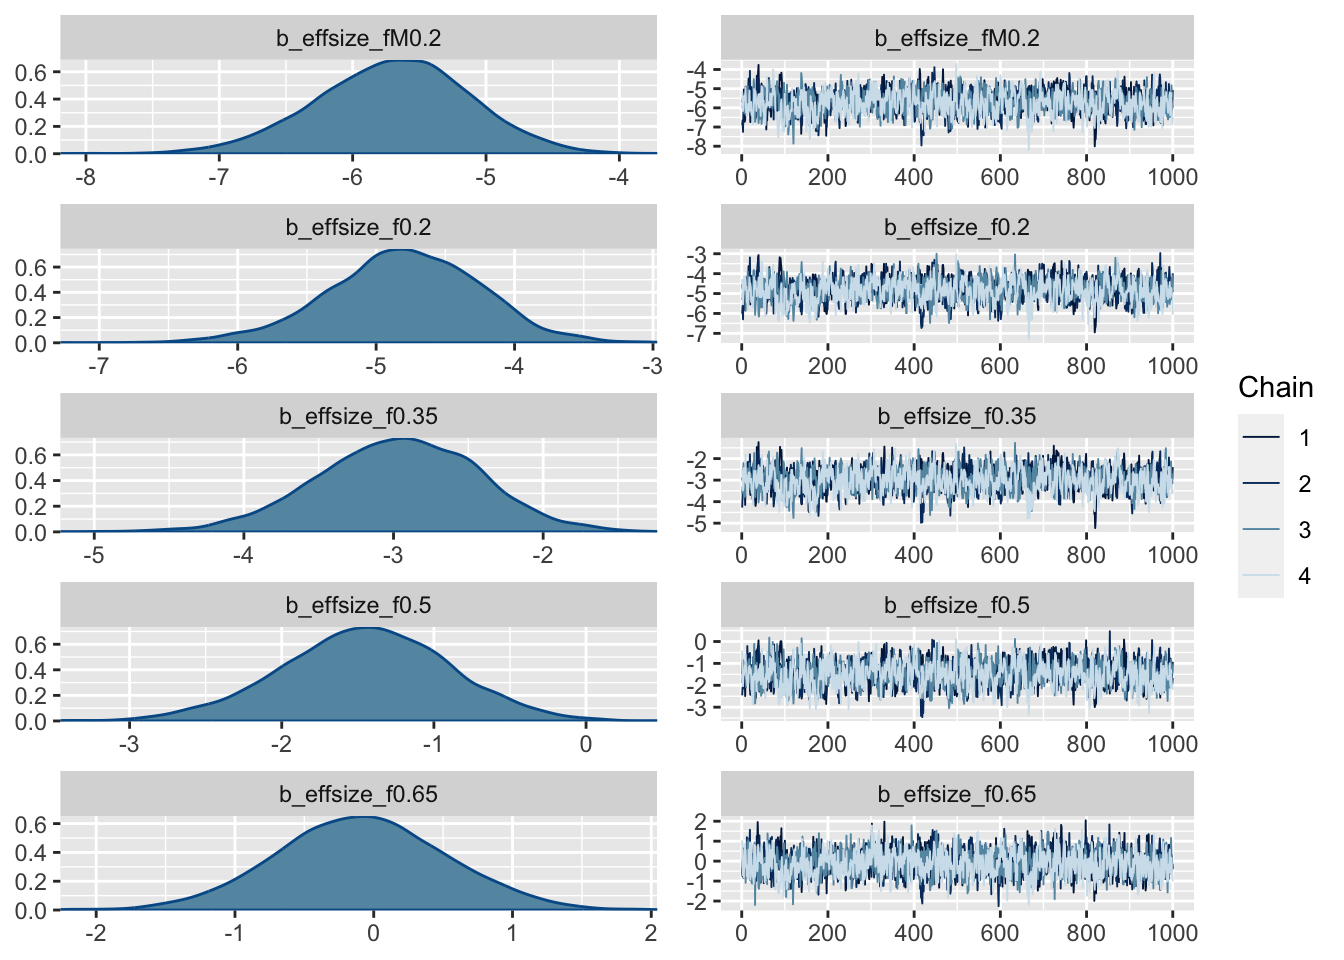 b_effsize_fM0.2
0.6
0.4
0.2
0.0
-8 -7 -6 -5 -4
b_effsize_fM0.2
-4
-5
-6
-7
-8
0 200 400 600 800 1000
b_effsize_f0.2
0.6
0.4
0.2
0.0
-7 -6 -5 -4 -3
b_effsize_f0.2
-3
-4
-5
-6
-7
0 200 400 600 800 1000
b_effsize_f0.35
0.6
0.4
0.2
0.0
-5 -4 -3 -2
b_effsize_f0.35
-2
-3
-4
-5
0 200 400 600 800 1000
b_effsize_f0.5
0.6
0.4
0.2
0.0
-3 -2 -1 0
b_effsize_f0.5
0
-1
-2
-3
0 200 400 600 800 1000
b_effsize_f0.65
0.6
0.4
0.2
0.0
-2 -1 0 1 2
b_effsize_f0.65
2
1
0
-1
-2
0 200 400 600 800 1000
Chain
1
2
3
4